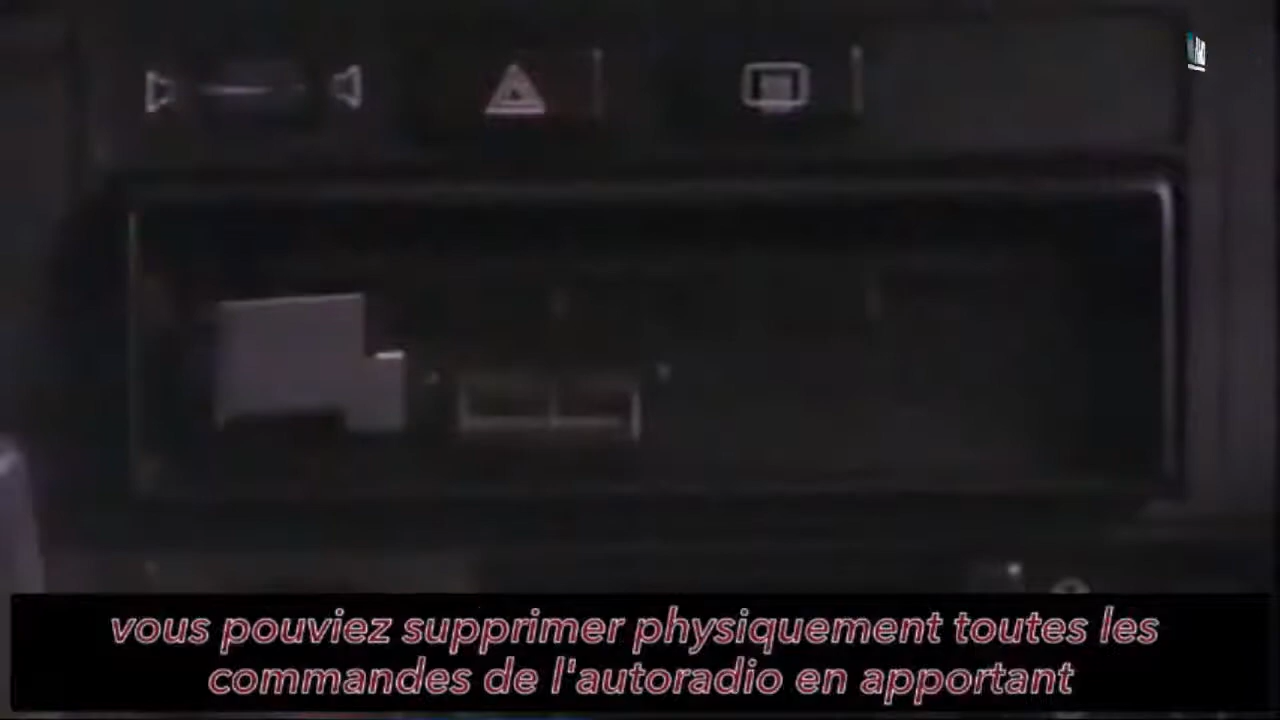 vous pouviez supprimer physiquement toutes les
commandes de l'autoradio en apportant